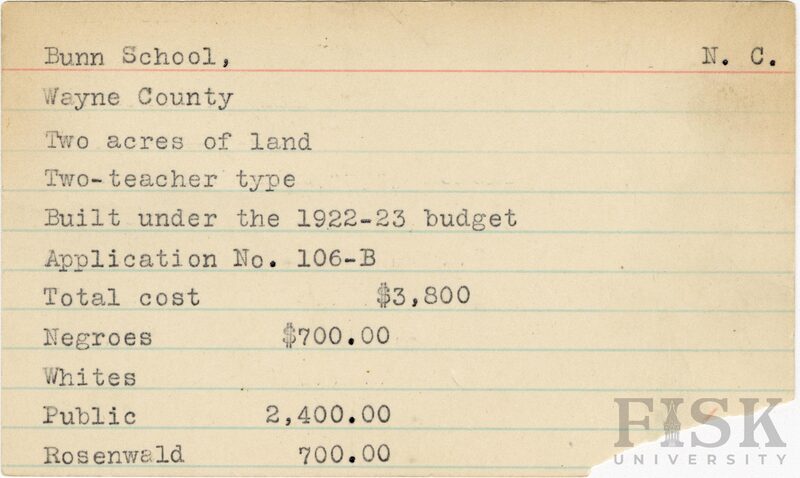 Bunn School, N. C.
Wayne County
Two acres of land
Two-teacher type
Built under the 1922-23 budget
Application No. 106-B
Total cost $3,800
Negroes $700.00
Whites
Public 2,400.00
Rosenwald 700.00
FISK
UNIVERSITY